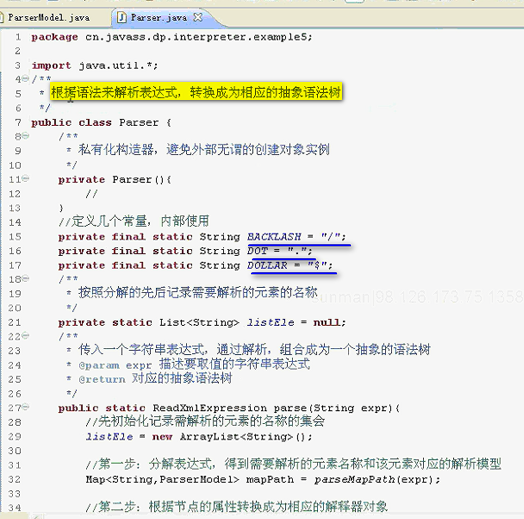 ParserModel.java
Parser.java
1 package cn.javass.dp.interpreter.example5;
2
3 import java.util.*;
4 /**
5 * 根据语法来解析表达式，转换成为相应的抽象语法树
6 */
7 public class Parser {
8 /**
9 * 私有化构造器，避免外部无谓的创建对象实例
10 */
11 private Parser(){
12 //
13 }
14 //定义几个常量，内部使用
15 private final static String BACKLASH = "/";
16 private final static String DOT = ".";
17 private final static String DOLLAR = "$";
18 /**
19 * 按照分解的先后记录需要解析的元素的名称
20 */
21 private static List<String> listEle = null;
22 /**
23 * 传入一个字符串表达式，通过解析，组合成为一个抽象的语法树
24 * @param expr 描述要取值的字符串表达式
25 * @return 对应的抽象语法树
26 */
27 public static ReadXmlExpression parse(String expr){
28 //先初始化记录需解析的元素的名称的集会
29 listEle = new ArrayList<String>();
30
31 //第一步：分解表达式，得到需要解析的元素名称和该元素对应的解析模型
32 Map<String,ParserModel> mapPath = parseMapPath(expr);
33
34 //第二步：根据节点的属性转换成为相应的解释器对象